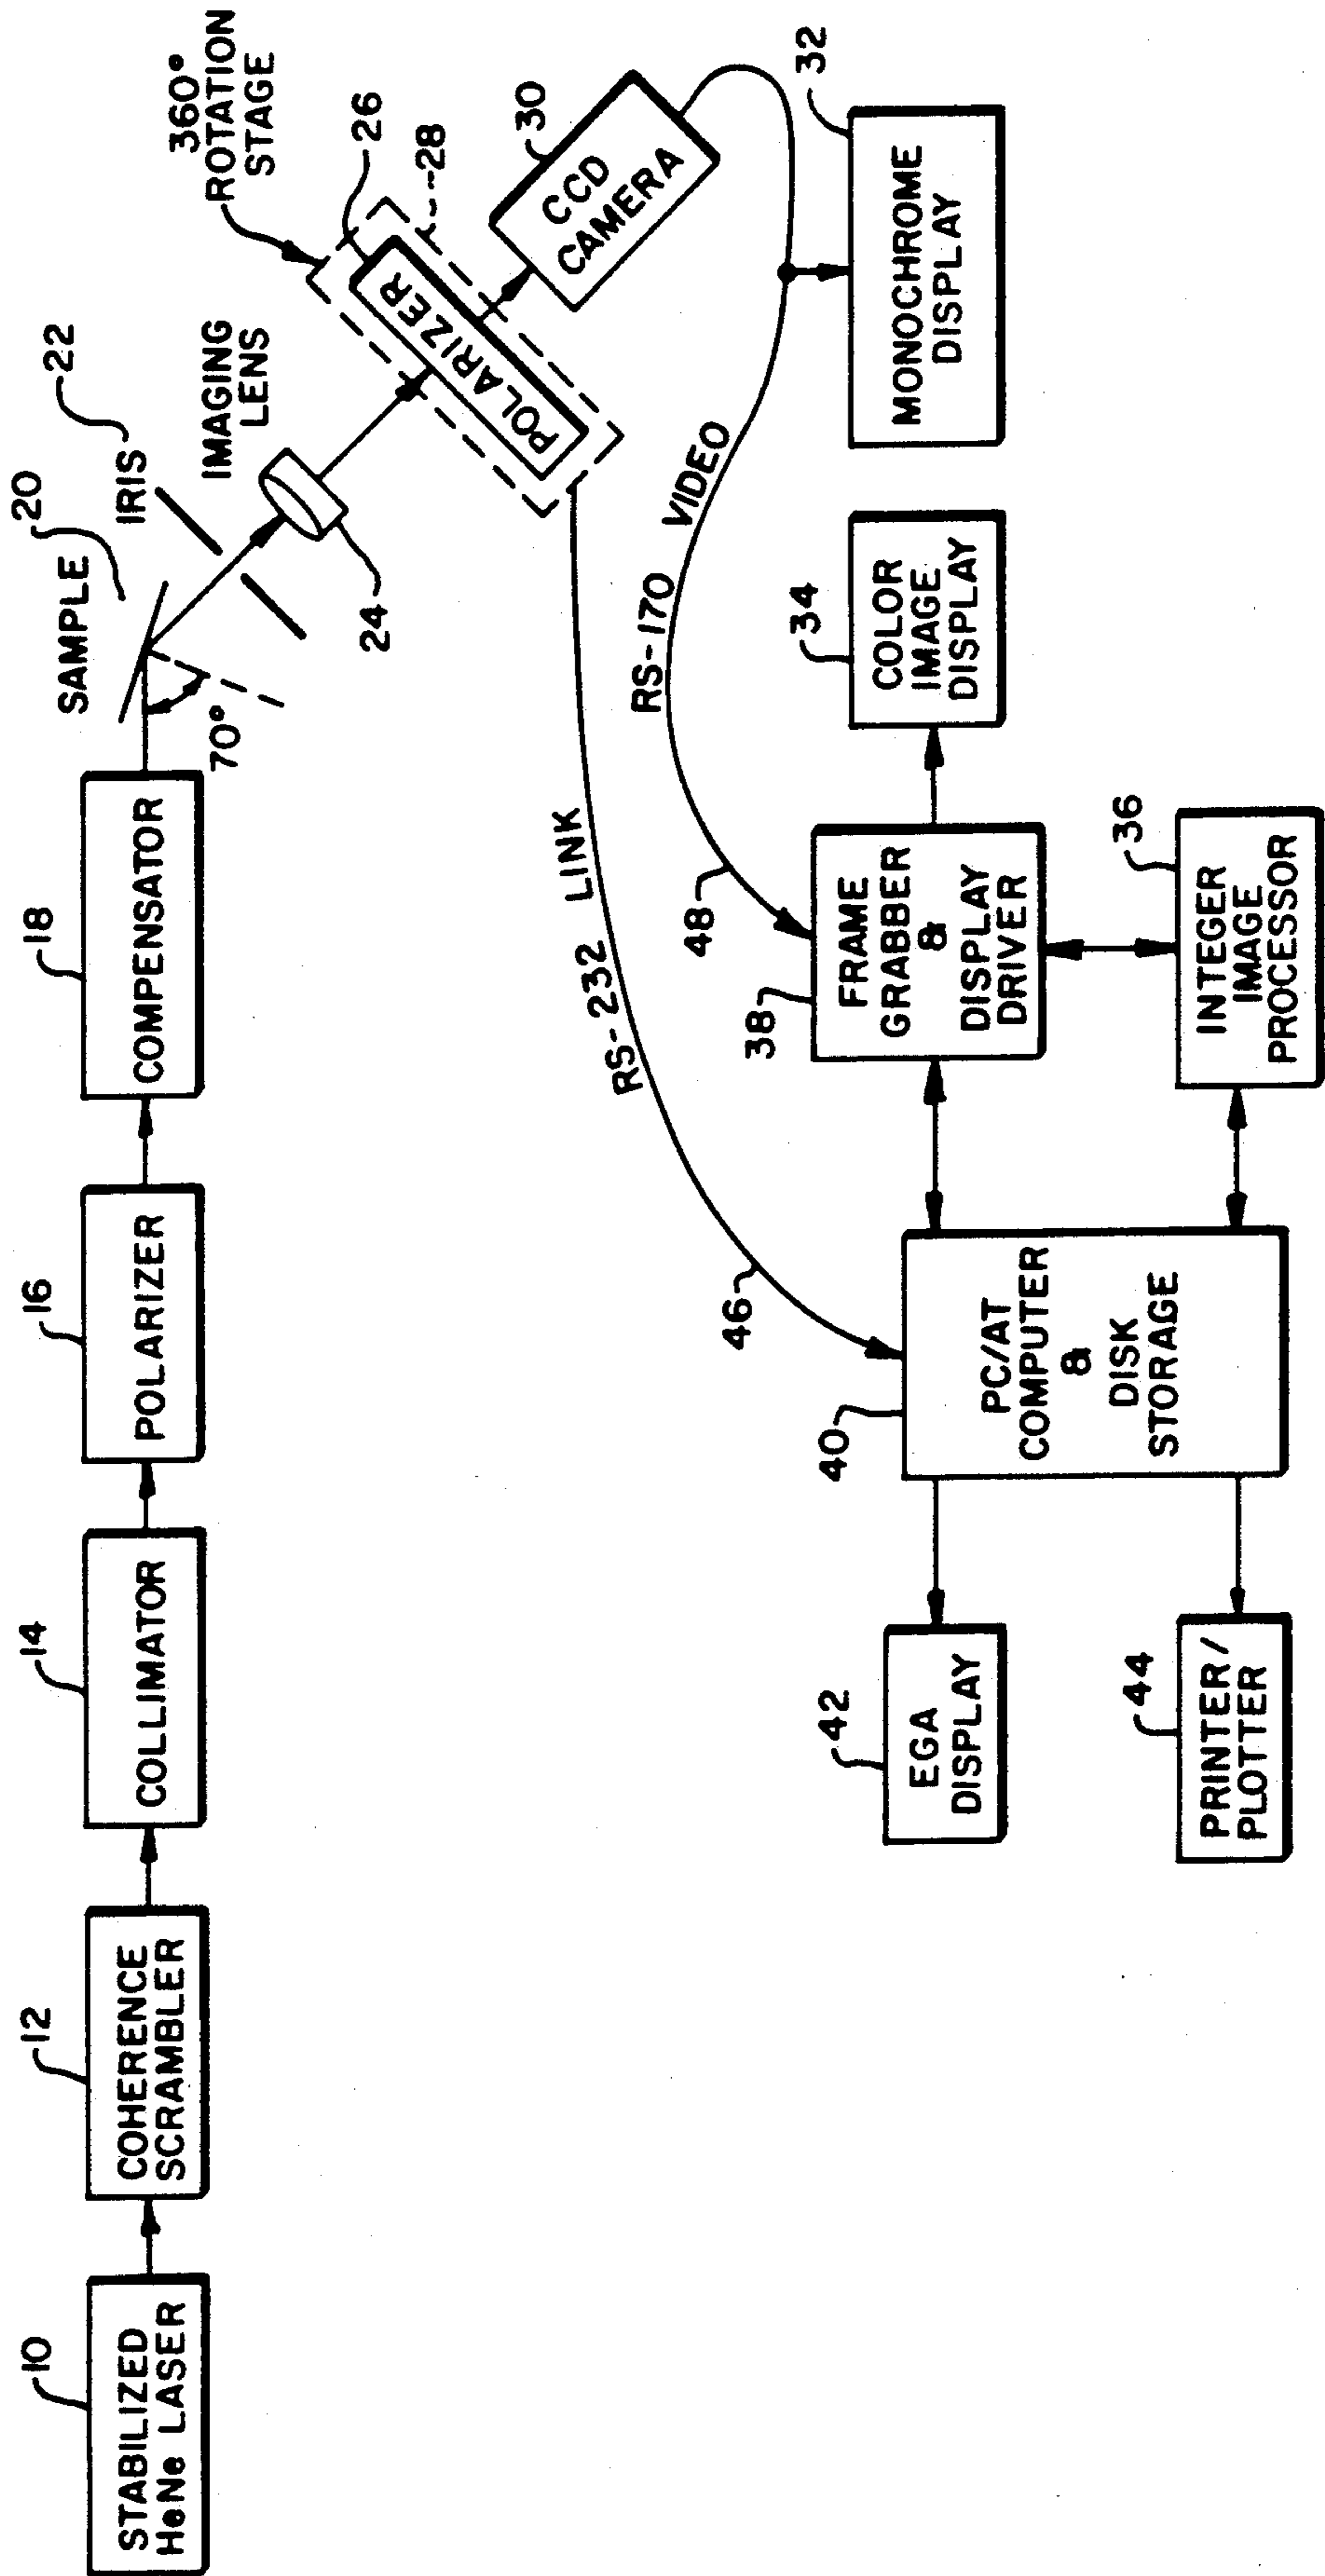 10
STABILIZED
HeNe LASER
12
COHERENCE
SCRAMBLER
14
COLLIMATOR
16
POLARIZER
18
COMPENSATOR
SAMPLE
20
70°
IRIS
22
IMAGING
LENS
24
360°
ROTATION
STAGE
26
28
POLARIZER
30
CCD
CAMERA
32
MONOCHROME
DISPLAY
RS-170 VIDEO
48
RS-232 LINK
46
34
COLOR
IMAGE
DISPLAY
38
FRAME
GRABBER
&
DISPLAY
DRIVER
36
INTEGER
IMAGE
PROCESSOR
40
PC/AT
COMPUTER
&
DISK
STORAGE
42
EGA
DISPLAY
44
PRINTER/
PLOTTER